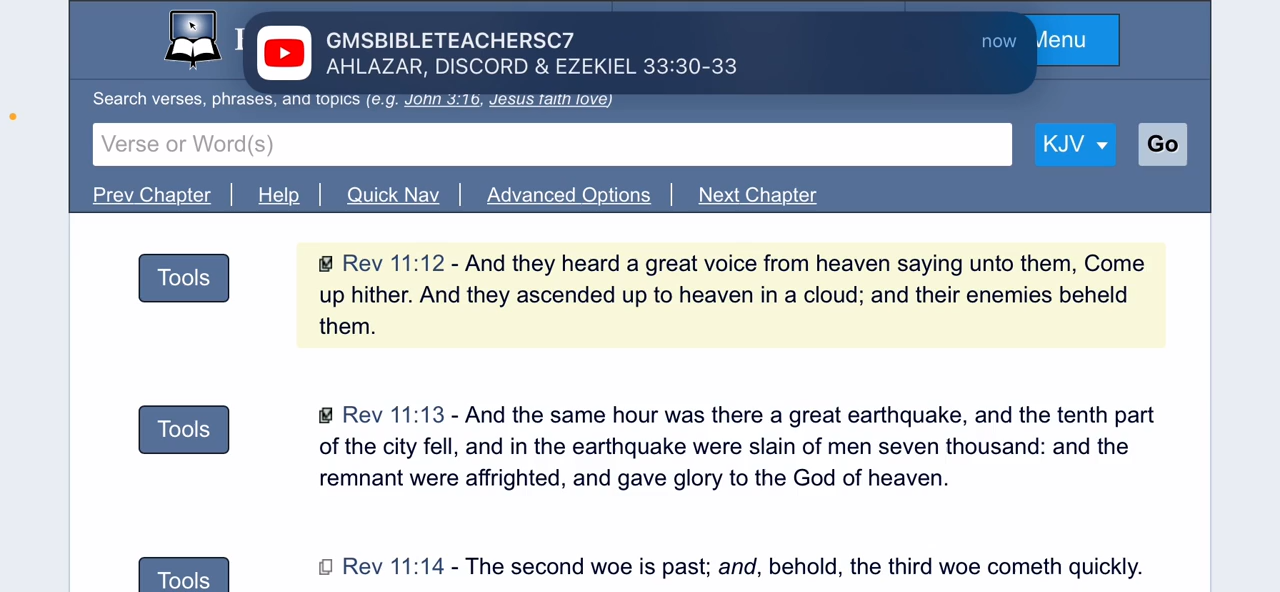 GMSBIBLETEACHERSC7
now
AHLAZAR, DISCORD & EZEKIEL 33:30-33
Menu
Search verses, phrases, and topics (e.g. John 3:16, Jesus faith love)
Verse or Word(s)
KJV
Go
Prev Chapter
Help
Quick Nav
Advanced Options
Next Chapter
Tools
Rev 11:12 - And they heard a great voice from heaven saying unto them, Come
up hither. And they ascended up to heaven in a cloud; and their enemies beheld
them.
Tools
Rev 11:13 - And the same hour was there a great earthquake, and the tenth part
of the city fell, and in the earthquake were slain of men seven thousand: and the
remnant were affrighted, and gave glory to the God of heaven.
Tools
Rev 11:14 - The second woe is past; and, behold, the third woe cometh quickly.